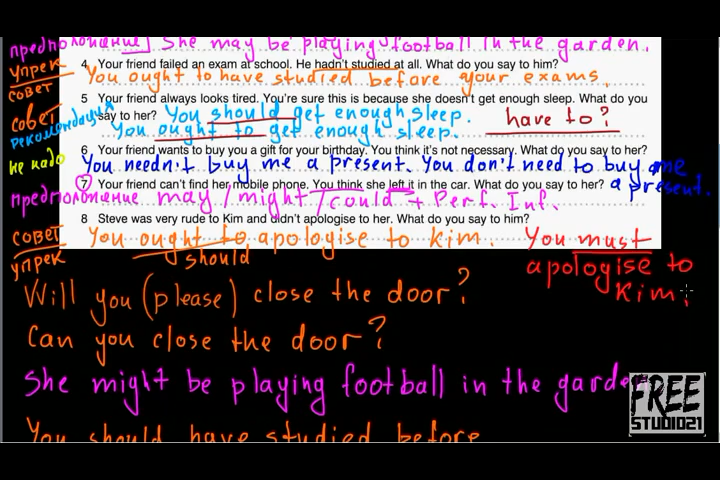 предположение She may be playing football in the garden.
упрек 4 Your friend failed an exam at school. He hadn't studied at all. What do you say to him?
совет You ought to have studied before your exams.
5 Your friend always looks tired. You're sure this is because she doesn't get enough sleep. What do you
совет say to her? You should get enough sleep. have to?
рекомендация You ought to get enough sleep.
6 Your friend wants to buy you a gift for your birthday. You think it's not necessary. What do you say to her?
не надо You needn't buy me a present. You don't need to buy me
7 Your friend can't find her mobile phone. You think she left it in the car. What do you say to her? a present.
предположение may/might/could + Perf. Inf.
8 Steve was very rude to Kim and didn't apologise to her. What do you say to him?
совет You ought to apologise to Kim. You must
упрек should apologise to
Kim.
Will you (please) close the door?
Can you close the door?
She might be playing football in the garden
You should have studied before
FREE
STUDIO21